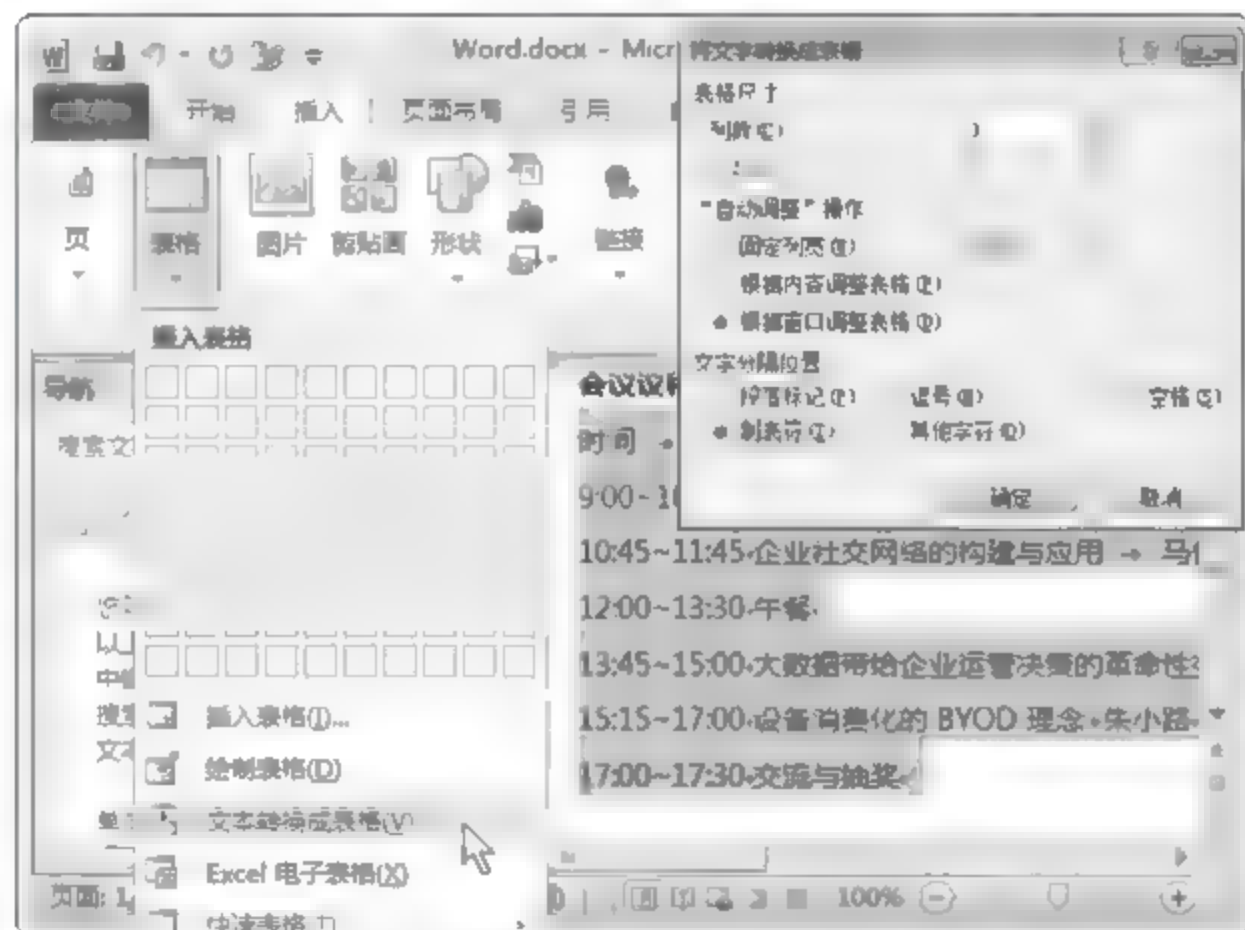 Word.docx - Micr
开始 插入 页面布局 引用
页 表格 图片 剪贴画 形状 链接
插入表格
导航
搜索文
插入表格(I)...
绘制表格(D)
文本转换成表格(V)
Excel 电子表格(X)
快速表格(T)
页面: 1
将文字转换成表格
表格尺寸
列数(C)
"自动调整"操作
固定列宽(W)
根据内容调整表格(F)
根据窗口调整表格(D)
文字分隔位置
段落标记(P) 逗号(M) 空格(S)
制表符(T) 其他字符(O)
确定 取消
会议议
时间 →
9:00~1
10:45~11:45 企业社交网络的构建与应用 →
12:00~13:30 午餐
13:45~15:00 大数据带给企业运营决策的革命性
15:15~17:00 设备消费化的 BYOD 理念 朱小路
17:00~17:30 交流与抽奖
100%